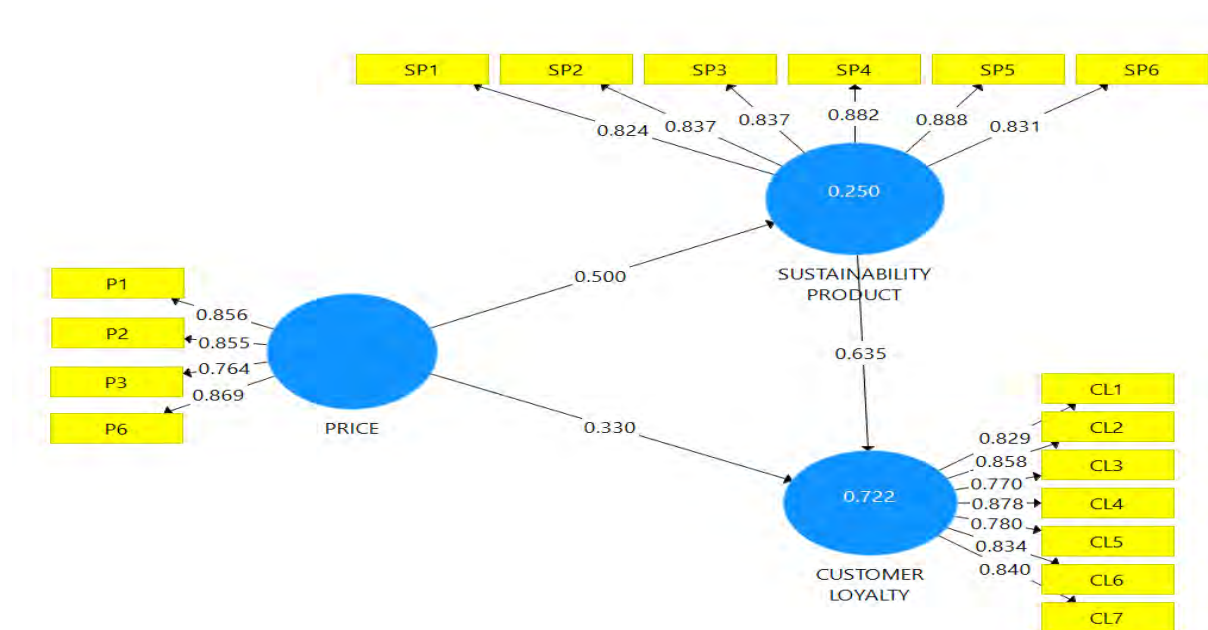 SP1 SP2 SP3 SP4 SP5 SP6
0.824 0.837 0.837 0.882 0.888 0.831
0.250
SUSTAINABILITY
PRODUCT
0.500
P1
P2
P3
P6
0.856
0.855
0.764
0.869
PRICE
0.635
0.330
0.722
CUSTOMER
LOYALTY
0.829
0.858
0.770
0.878
0.780
0.834
0.840
CL1
CL2
CL3
CL4
CL5
CL6
CL7